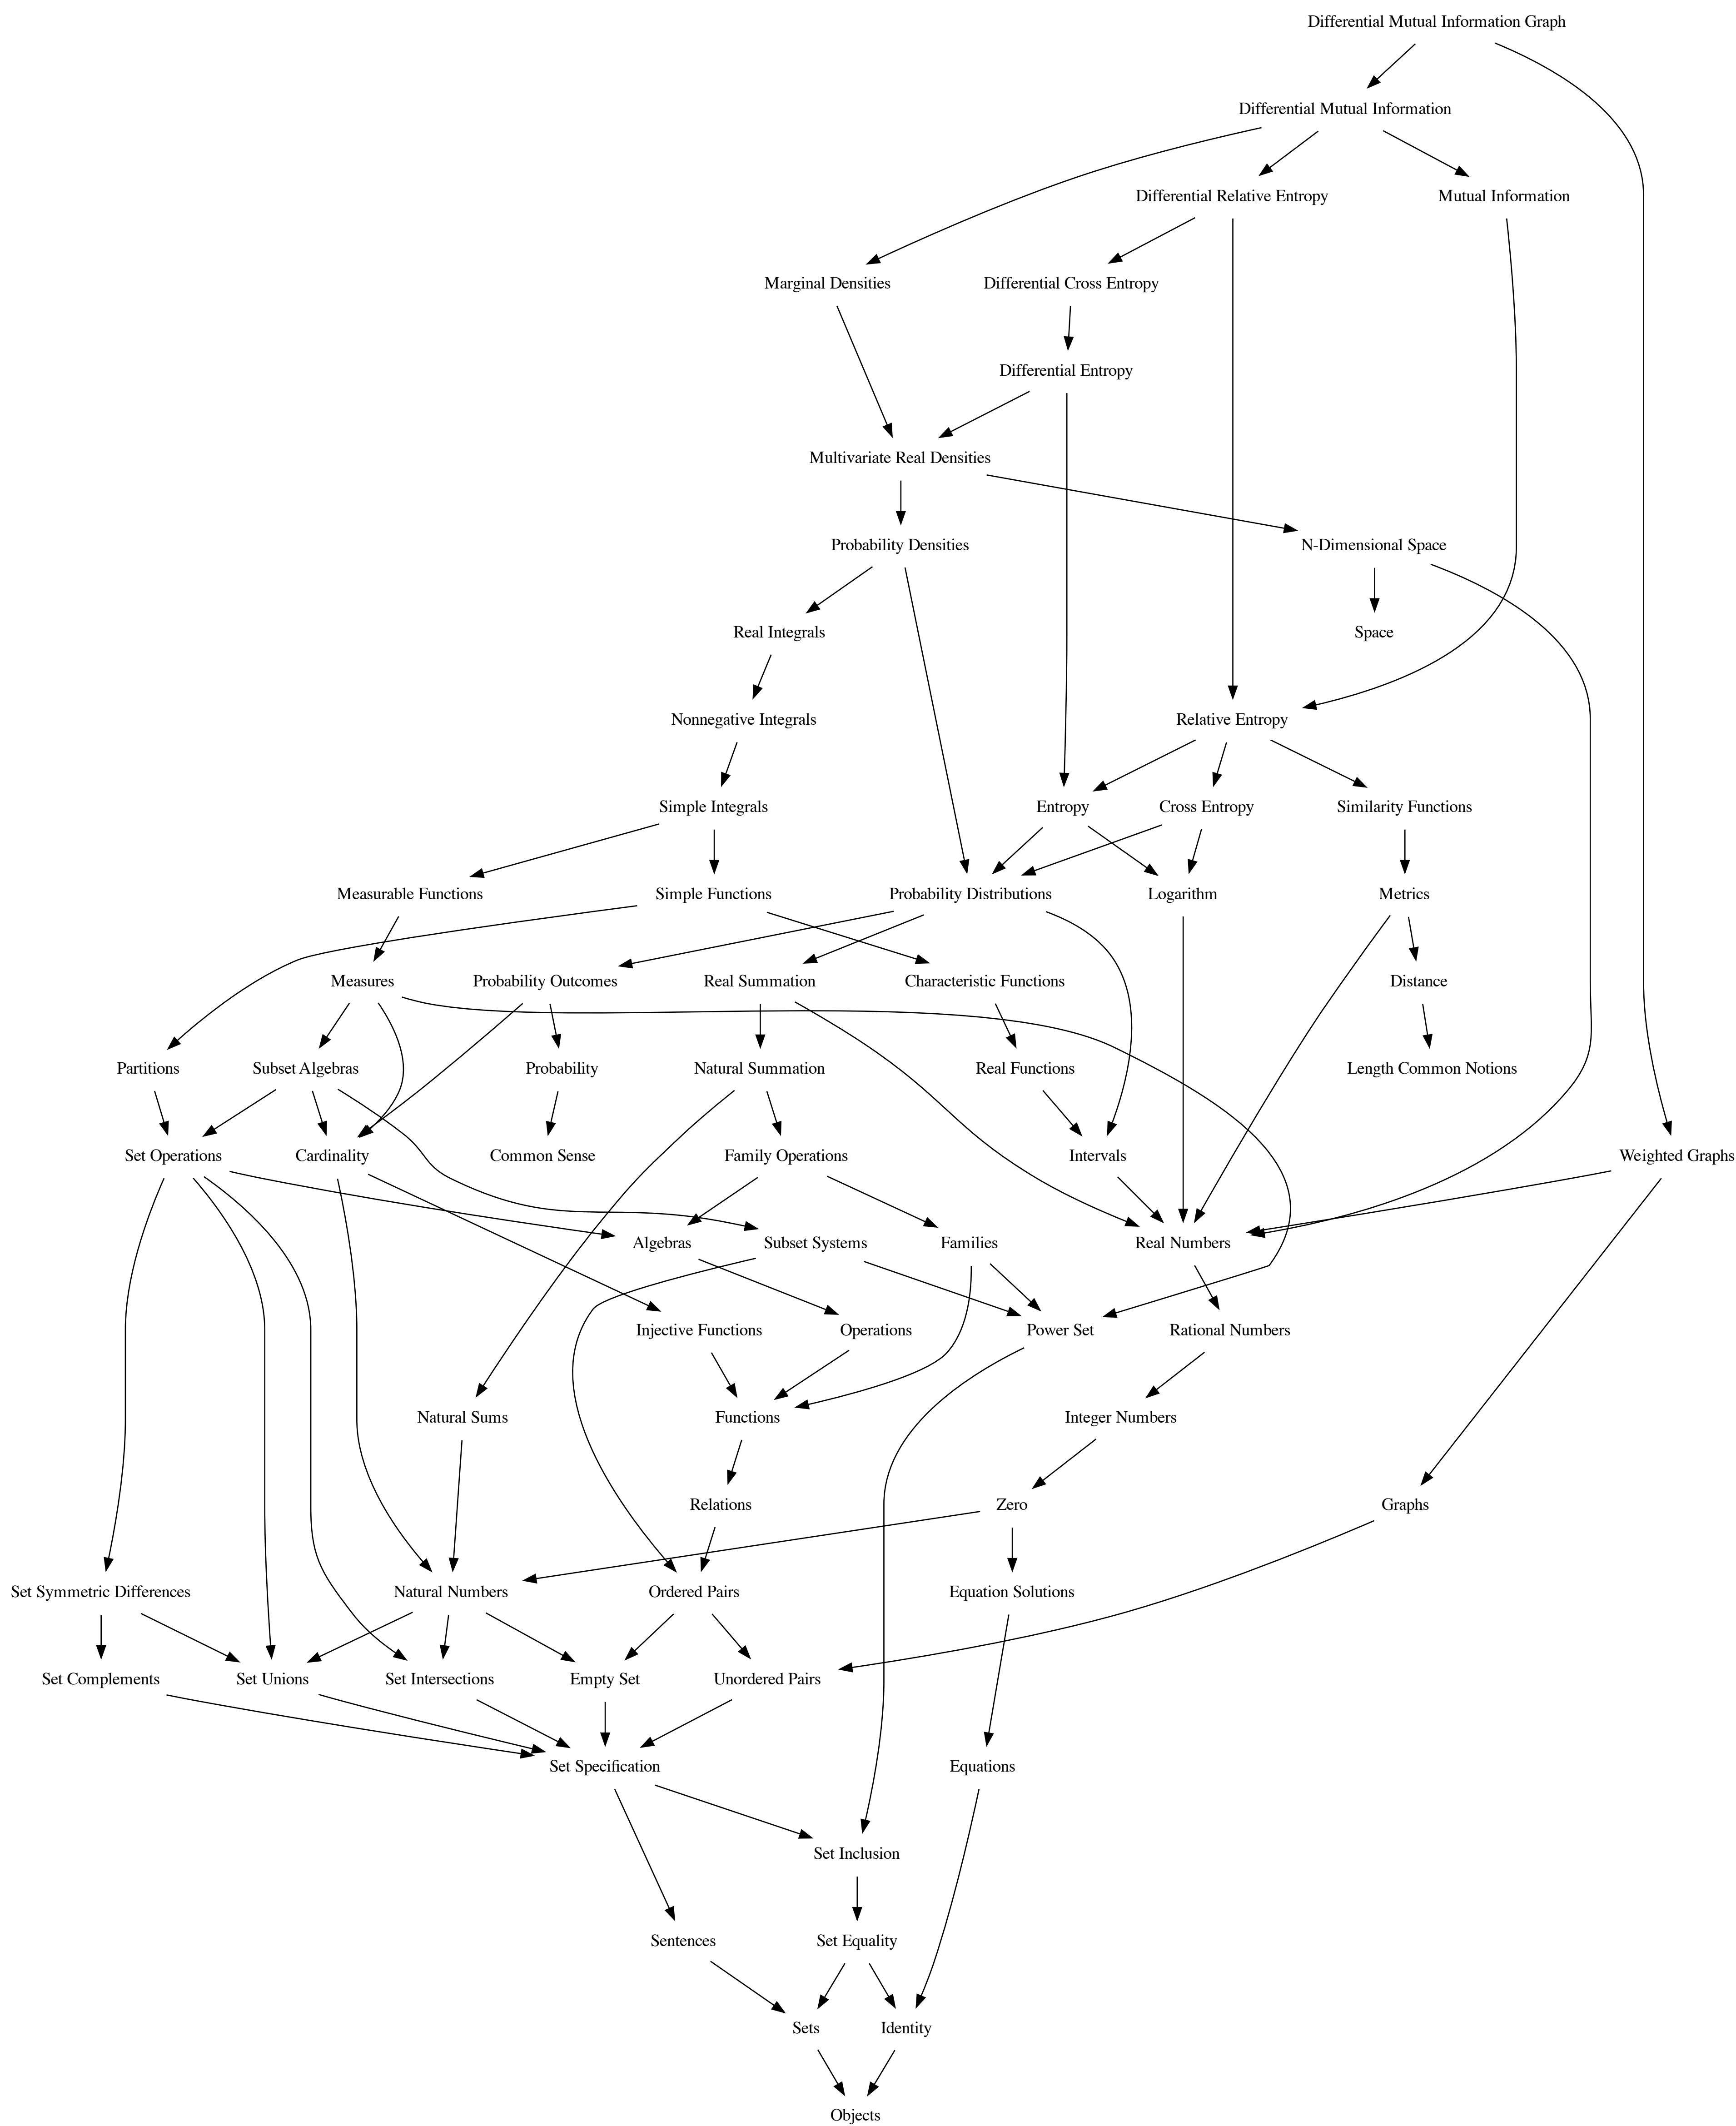 Differential Mutual Information Graph
Differential Mutual Information
Differential Relative Entropy
Mutual Information
Marginal Densities
Differential Cross Entropy
Differential Entropy
Multivariate Real Densities
Probability Densities
N-Dimensional Space
Real Integrals
Space
Nonnegative Integrals
Relative Entropy
Simple Integrals
Entropy
Cross Entropy
Similarity Functions
Measurable Functions
Simple Functions
Probability Distributions
Logarithm
Metrics
Measures
Probability Outcomes
Real Summation
Characteristic Functions
Distance
Partitions
Subset Algebras
Probability
Natural Summation
Real Functions
Length Common Notions
Set Operations
Cardinality
Common Sense
Family Operations
Intervals
Weighted Graphs
Algebras
Subset Systems
Families
Real Numbers
Injective Functions
Operations
Power Set
Rational Numbers
Natural Sums
Functions
Integer Numbers
Relations
Zero
Graphs
Set Symmetric Differences
Natural Numbers
Ordered Pairs
Equation Solutions
Set Complements
Set Unions
Set Intersections
Empty Set
Unordered Pairs
Set Specification
Equations
Set Inclusion
Sentences
Set Equality
Sets
Identity
Objects